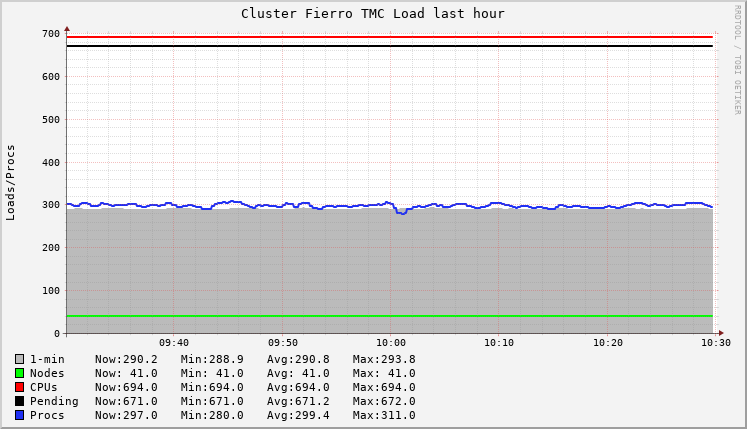 Cluster Fierro TMC Load last hour
RRDTOOL / TOBI OETIKER
Loads/Procs
700
600
500
400
300
200
100
0
09:40 09:50 10:00 10:10 10:20 10:30
1-min Now:290.2 Min:288.9 Avg:290.8 Max:293.8
Nodes Now: 41.0 Min: 41.0 Avg: 41.0 Max: 41.0
CPUs Now:694.0 Min:694.0 Avg:694.0 Max:694.0
Pending Now:671.0 Min:671.0 Avg:671.2 Max:672.0
Procs Now:297.0 Min:280.0 Avg:299.4 Max:311.0